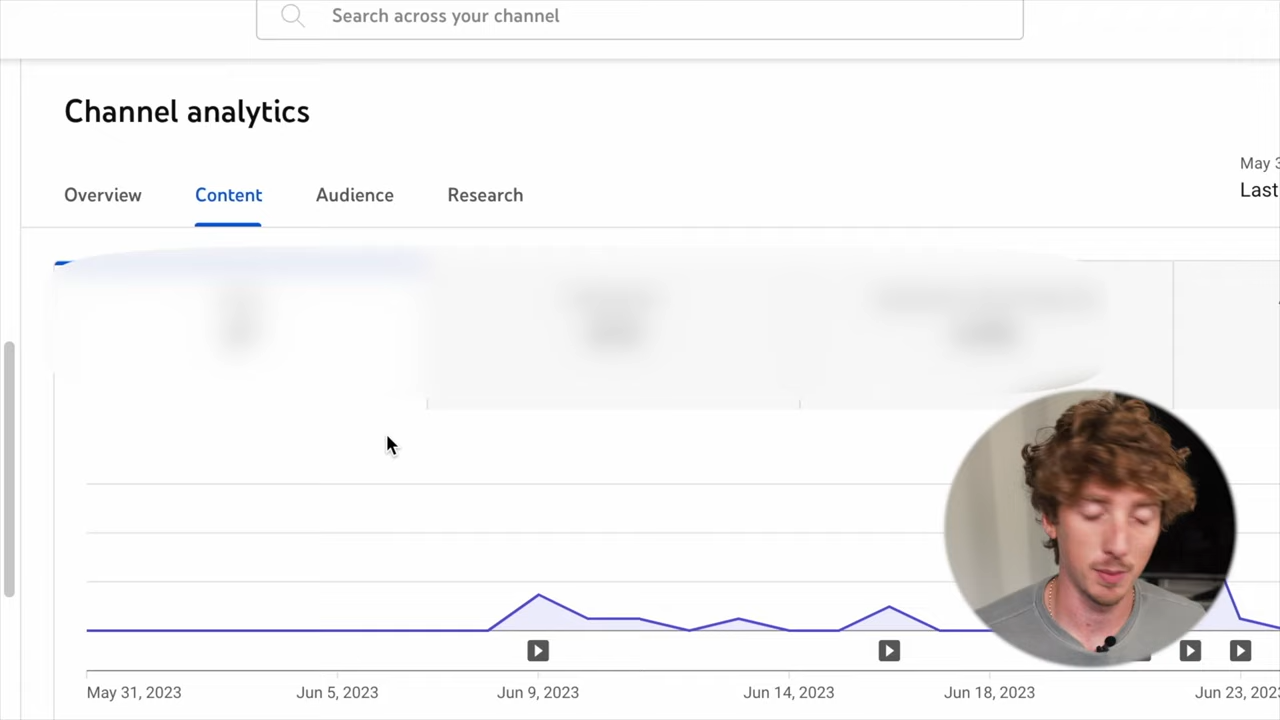 Search across your channel
Channel analytics
May 3
Last
Overview Content Audience Research
May 31, 2023 Jun 5, 2023 Jun 9, 2023 Jun 14, 2023 Jun 18, 2023 Jun 23, 2023